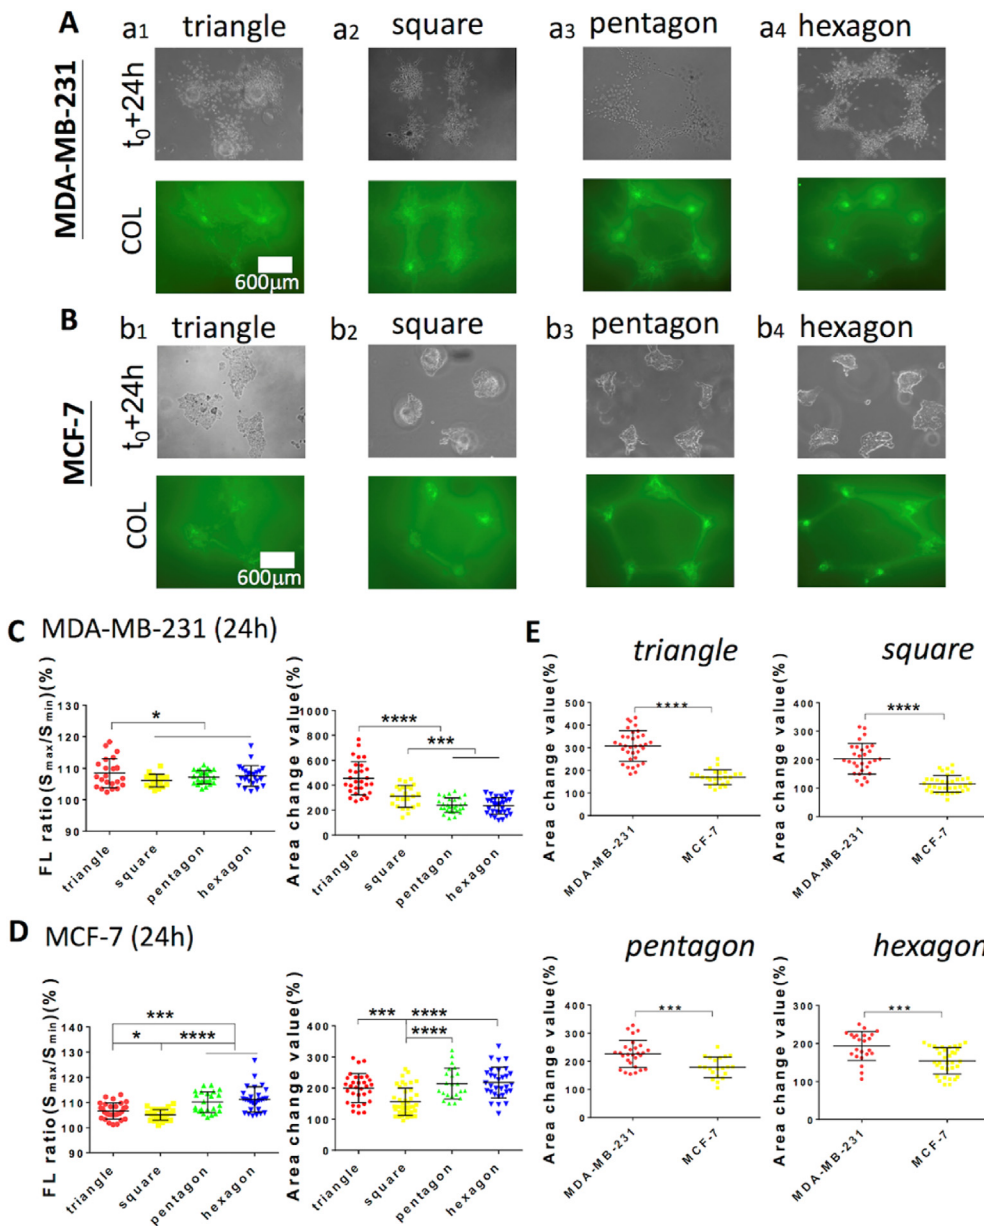 A
a1 triangle
a2 square
a3 pentagon
a4 hexagon
MDA-MB-231
t0+24h
COL
600μm
B
b1 triangle
b2 square
b3 pentagon
b4 hexagon
MCF-7
t0+24h
COL
600μm
C MDA-MB-231 (24h)
FL ratio(Smax/Smin)(%)
130
120
110
100
90
*
triangle
square
pentagon
hexagon
Area change value(%)
1000
800
600
400
200
0
****
***
triangle
square
pentagon
hexagon
D MCF-7 (24h)
FL ratio(Smax/Smin)(%)
140
130
120
110
100
90
***
* ****
triangle
square
pentagon
hexagon
Area change value(%)
400
300
200
100
0
*** ****
****
triangle
square
pentagon
hexagon
E
triangle
Area change value(%)
500
400
300
200
100
0
****
MDA-MB-231
MCF-7
square
Area change value(%)
400
300
200
100
0
****
MDA-MB-231
MCF-7
pentagon
Area change value(%)
400
300
200
100
0
***
MDA-MB-231
MCF-7
hexagon
Area change value(%)
300
200
100
0
***
MDA-MB-231
MCF-7